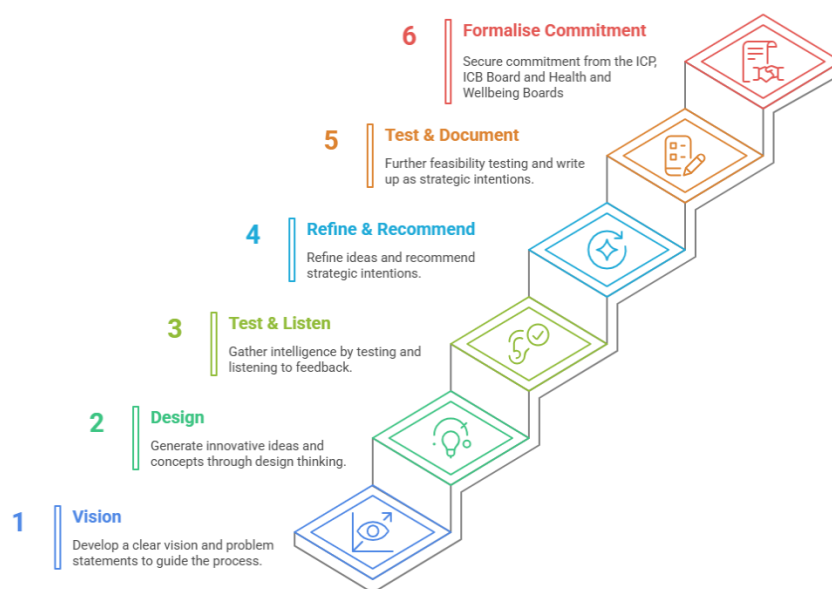 6
Formalise Commitment
Secure commitment from the ICP,
ICB Board and Health and
Wellbeing Boards
5
Test & Document
Further feasibility testing and write
up as strategic intentions.
4
Refine & Recommend
Refine ideas and recommend
strategic intentions.
3
Test & Listen
Gather intelligence by testing and
listening to feedback.
2
Design
Generate innovative ideas and
concepts through design thinking.
1
Vision
Develop a clear vision and problem
statements to guide the process.